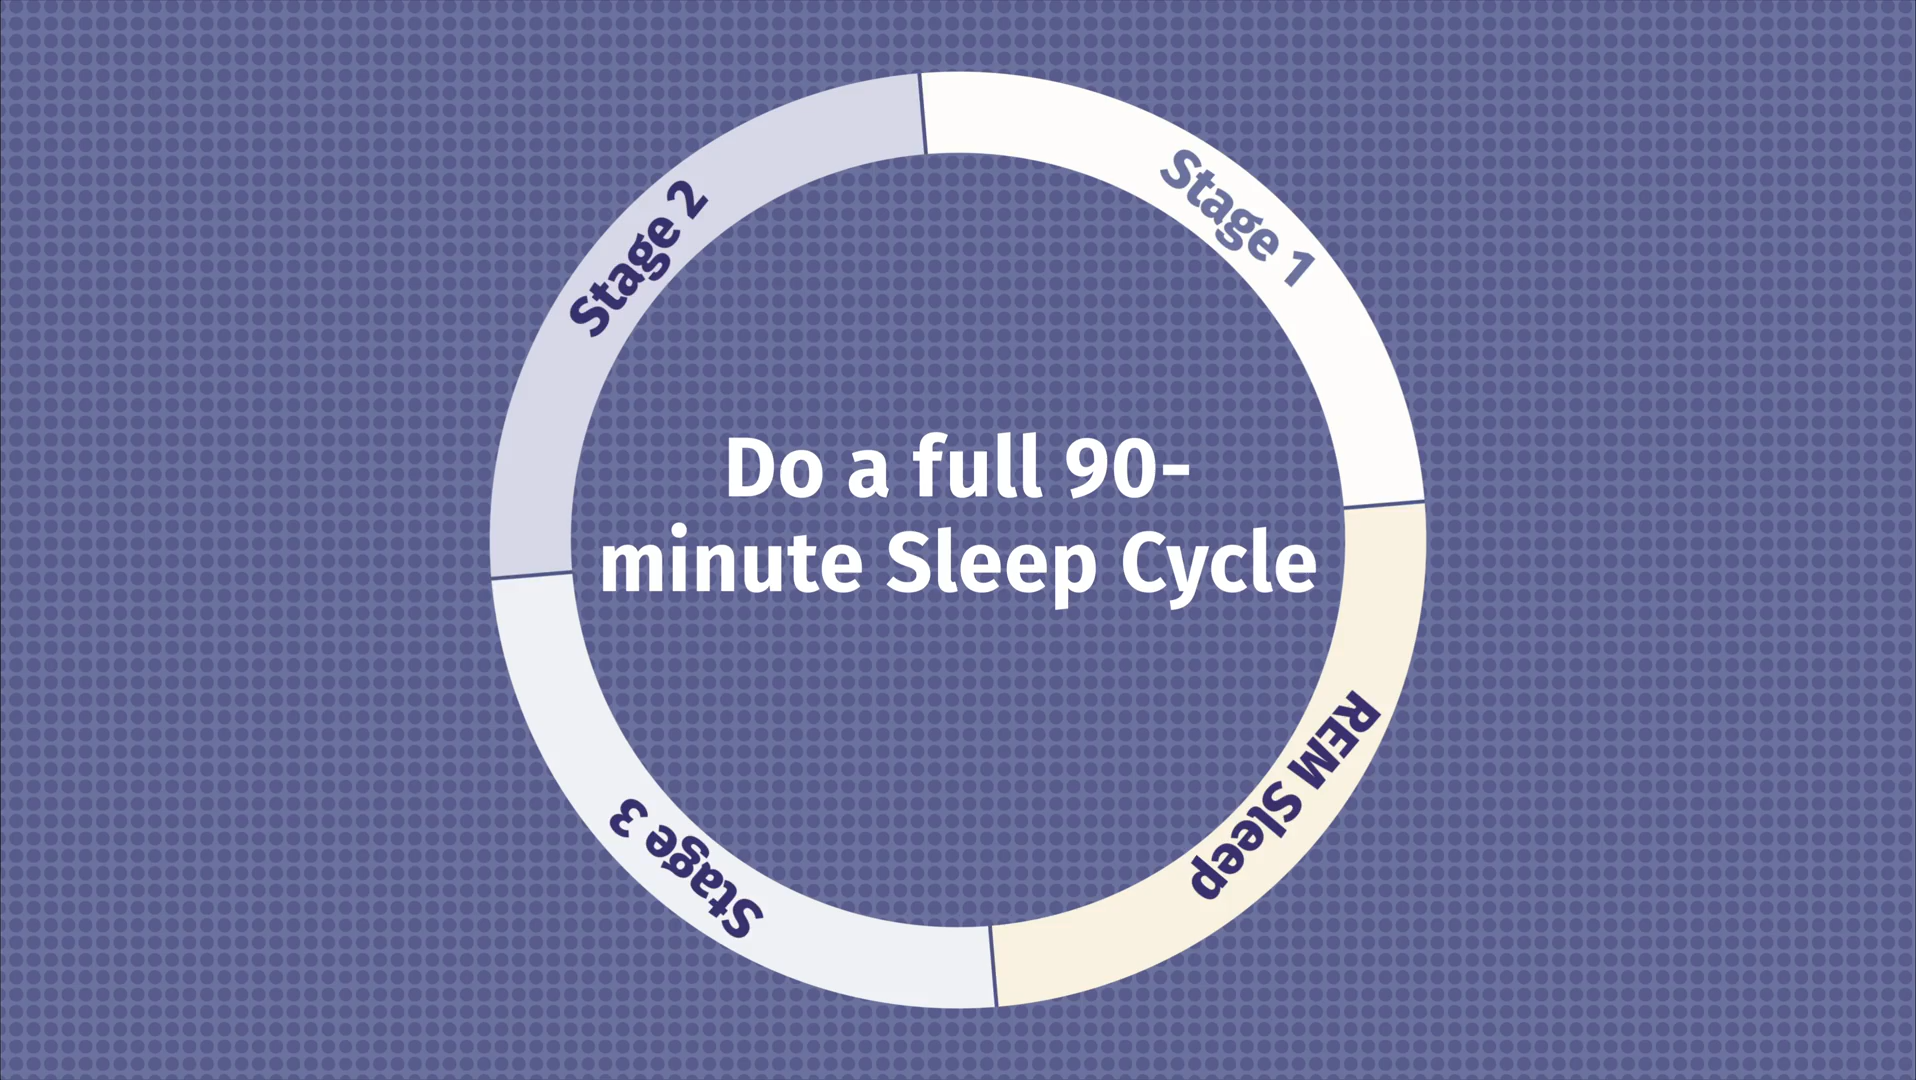 Stage 1
Stage 2
Do a full 90-
minute Sleep Cycle
Stage 3
REM Sleep